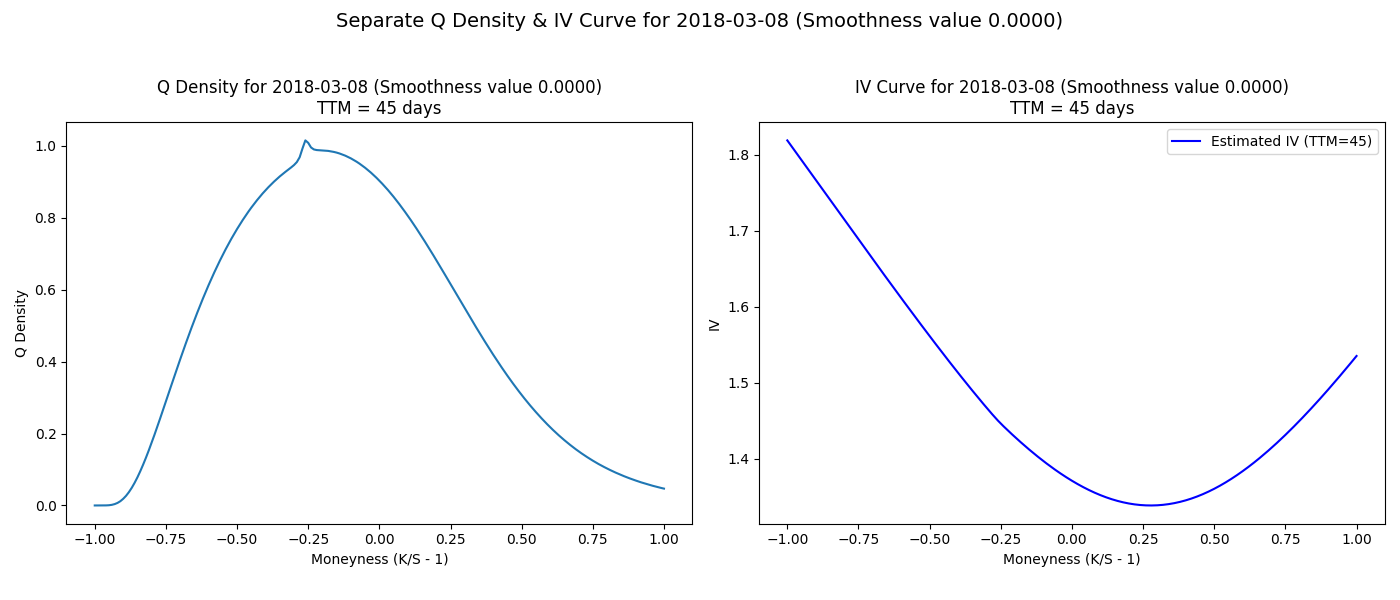 Separate Q Density & IV Curve for 2018-03-08 (Smoothness value 0.0000)
Q Density for 2018-03-08 (Smoothness value 0.0000)
TTM = 45 days
1.0
0.8
0.6
0.4
0.2
0.0
Q Density
−1.00 −0.75 −0.50 −0.25 0.00 0.25 0.50 0.75 1.00
Moneyness (K/S - 1)
IV Curve for 2018-03-08 (Smoothness value 0.0000)
TTM = 45 days
Estimated IV (TTM=45)
1.8
1.7
1.6
1.5
1.4
IV
−1.00 −0.75 −0.50 −0.25 0.00 0.25 0.50 0.75 1.00
Moneyness (K/S - 1)